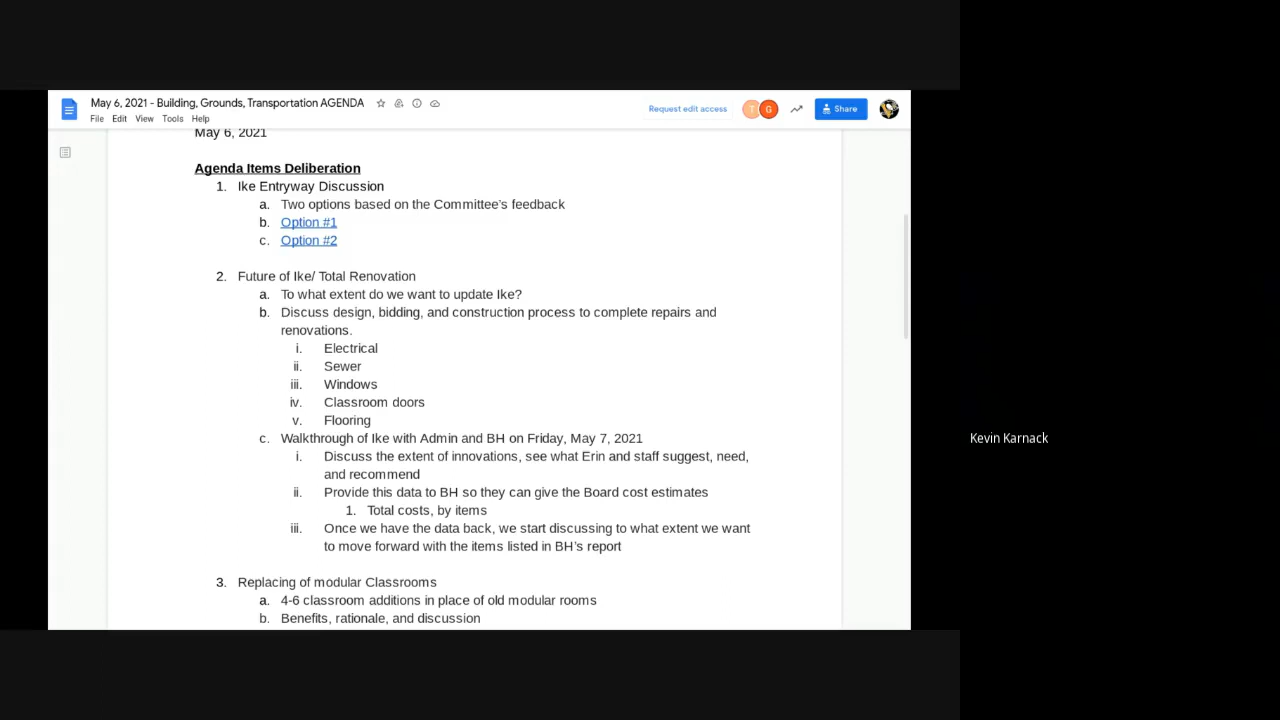 May 6, 2021 - Building, Grounds, Transportation AGENDA
File Edit View Tools Help
Request edit access
T G
Share
May 6, 2021
Agenda Items Deliberation
1. Ike Entryway Discussion
a. Two options based on the Committee's feedback
b. Option #1
c. Option #2
2. Future of Ike/ Total Renovation
a. To what extent do we want to update Ike?
b. Discuss design, bidding, and construction process to complete repairs and
renovations.
i. Electrical
ii. Sewer
iii. Windows
iv. Classroom doors
v. Flooring
c. Walkthrough of Ike with Admin and BH on Friday, May 7, 2021
i. Discuss the extent of innovations, see what Erin and staff suggest, need,
and recommend
ii. Provide this data to BH so they can give the Board cost estimates
1. Total costs, by items
iii. Once we have the data back, we start discussing to what extent we want
to move forward with the items listed in BH's report
3. Replacing of modular Classrooms
a. 4-6 classroom additions in place of old modular rooms
b. Benefits, rationale, and discussion
Kevin Karnack